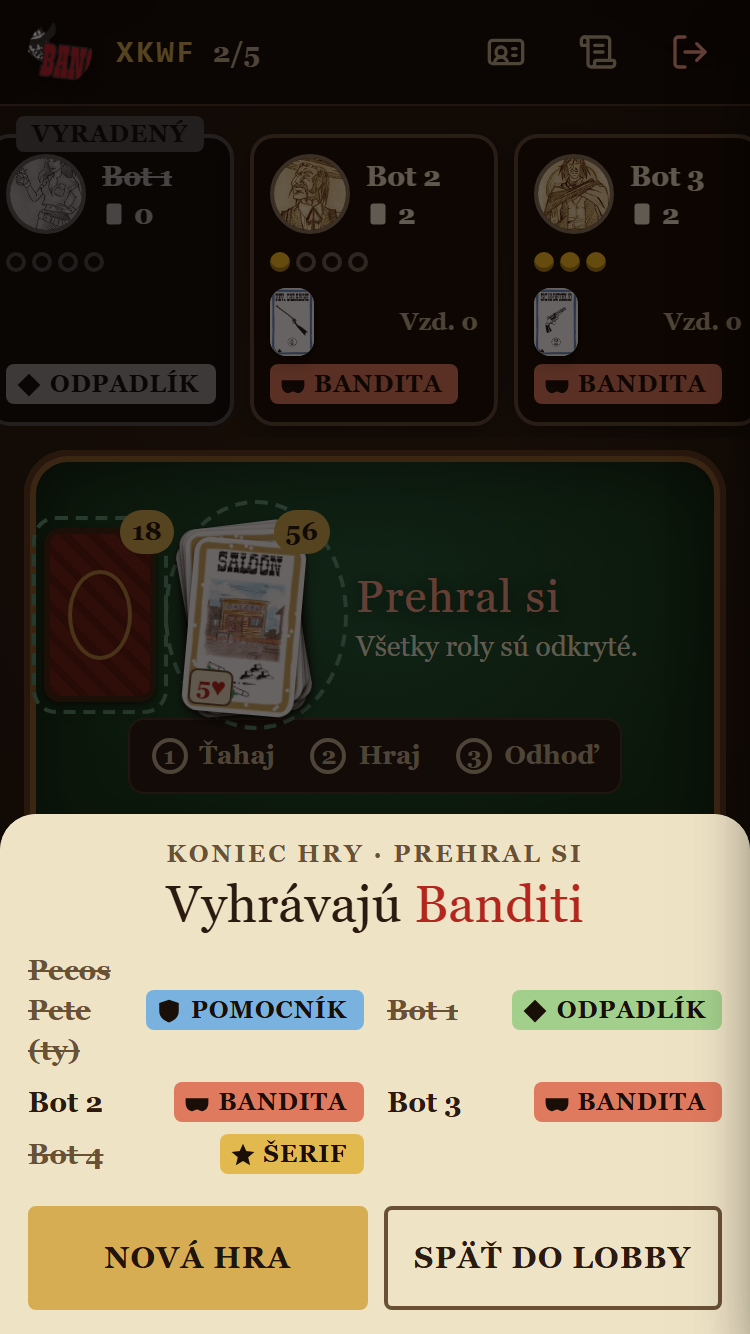 BANG!
XKWF 2/5
VYRADENÝ
Bot 1
0
Bot 2
2
Bot 3
2
Vzd. 0
Vzd. 0
ODPADLÍK
BANDITA
BANDITA
18
56
SALOON
5♥
Prehral si
Všetky roly sú odkryté.
1 Ťahaj
2 Hraj
3 Odhoď
KONIEC HRY · PREHRAL SI
Vyhrávajú Banditi
Pecos
Pete
(ty)
POMOCNÍK
Bot 1
ODPADLÍK
Bot 2
BANDITA
Bot 3
BANDITA
Bot 4
ŠERIF
NOVÁ HRA
SPÄŤ DO LOBBY